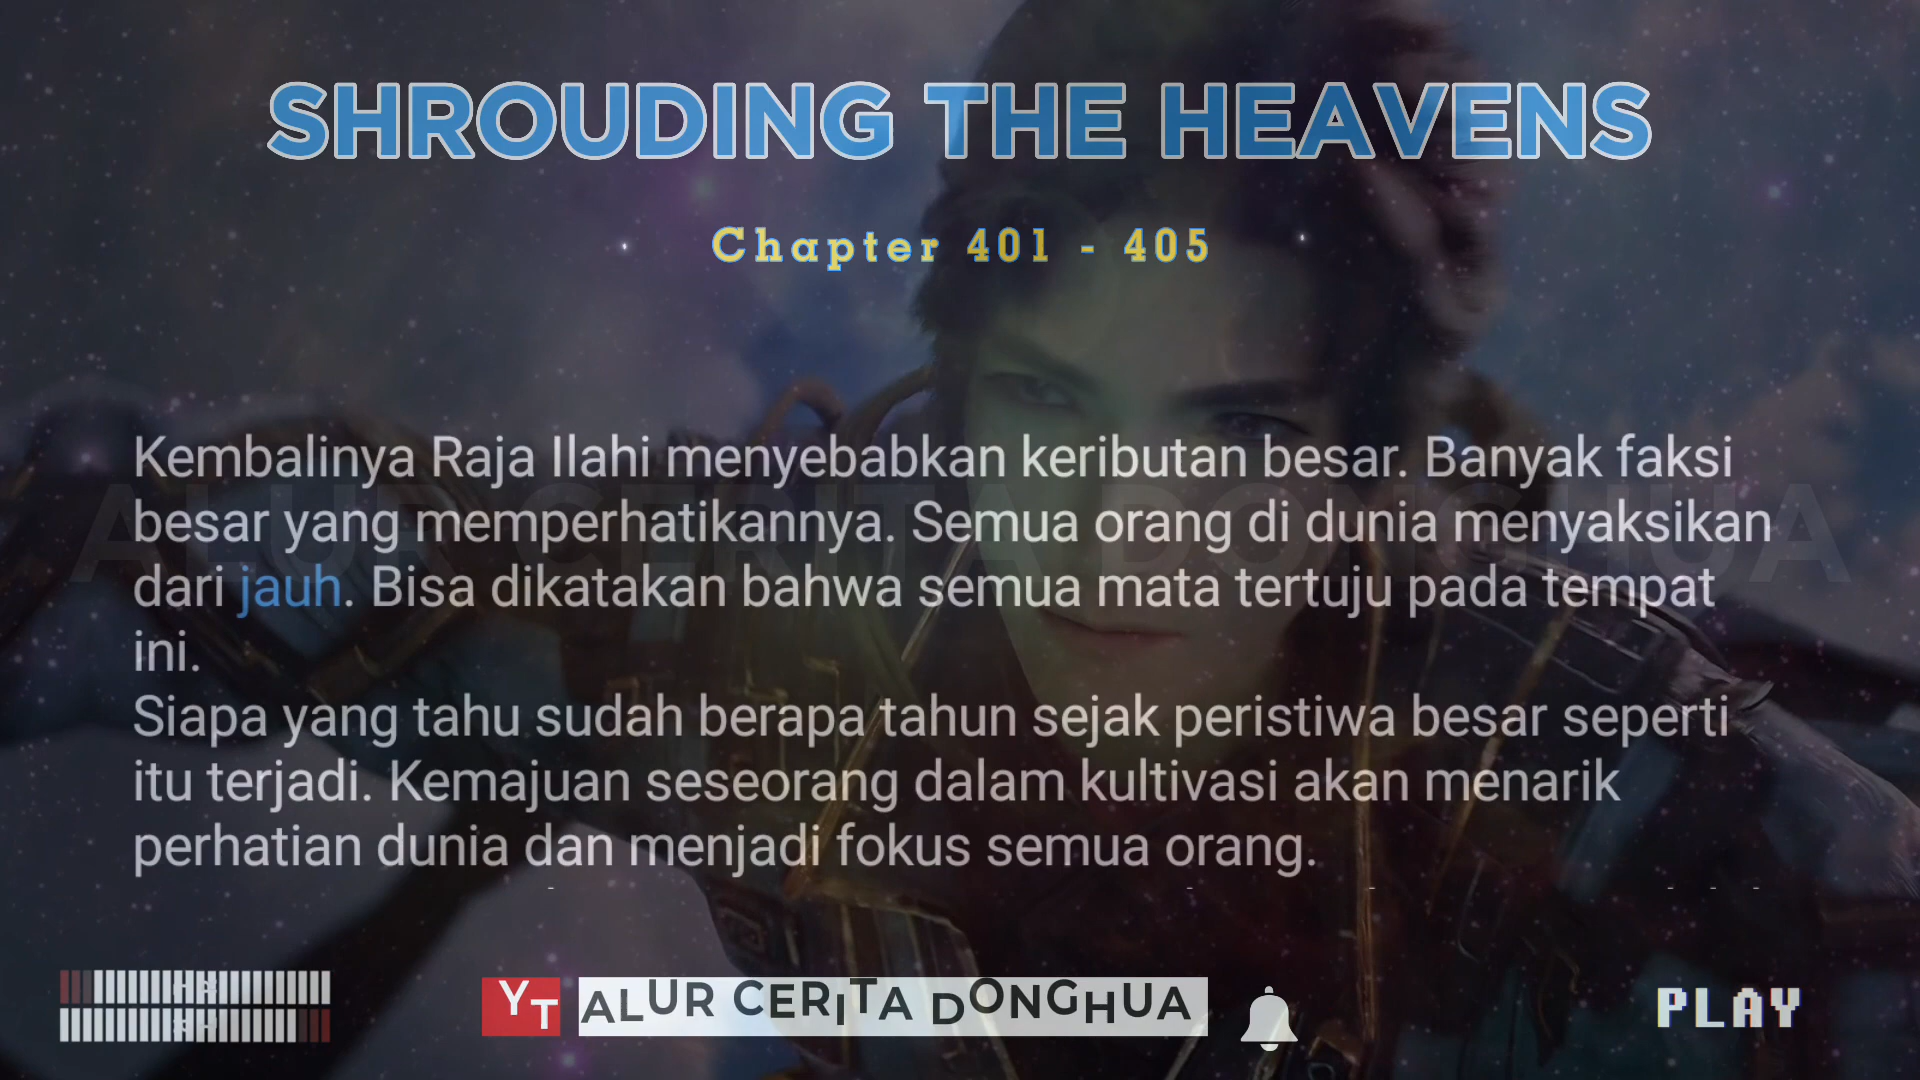 SHROUDING THE HEAVENS
Chapter 401 - 405
Kembalinya Raja Ilahi menyebabkan keributan besar. Banyak faksi
besar yang memperhatikannya. Semua orang di dunia menyaksikan
dari jauh. Bisa dikatakan bahwa semua mata tertuju pada tempat
ini.
Siapa yang tahu sudah berapa tahun sejak peristiwa besar seperti
itu terjadi. Kemajuan seseorang dalam kultivasi akan menarik
perhatian dunia dan menjadi fokus semua orang.
ALUR CERITA DONGHUA
YT ALUR CERITA DONGHUA
PLAY